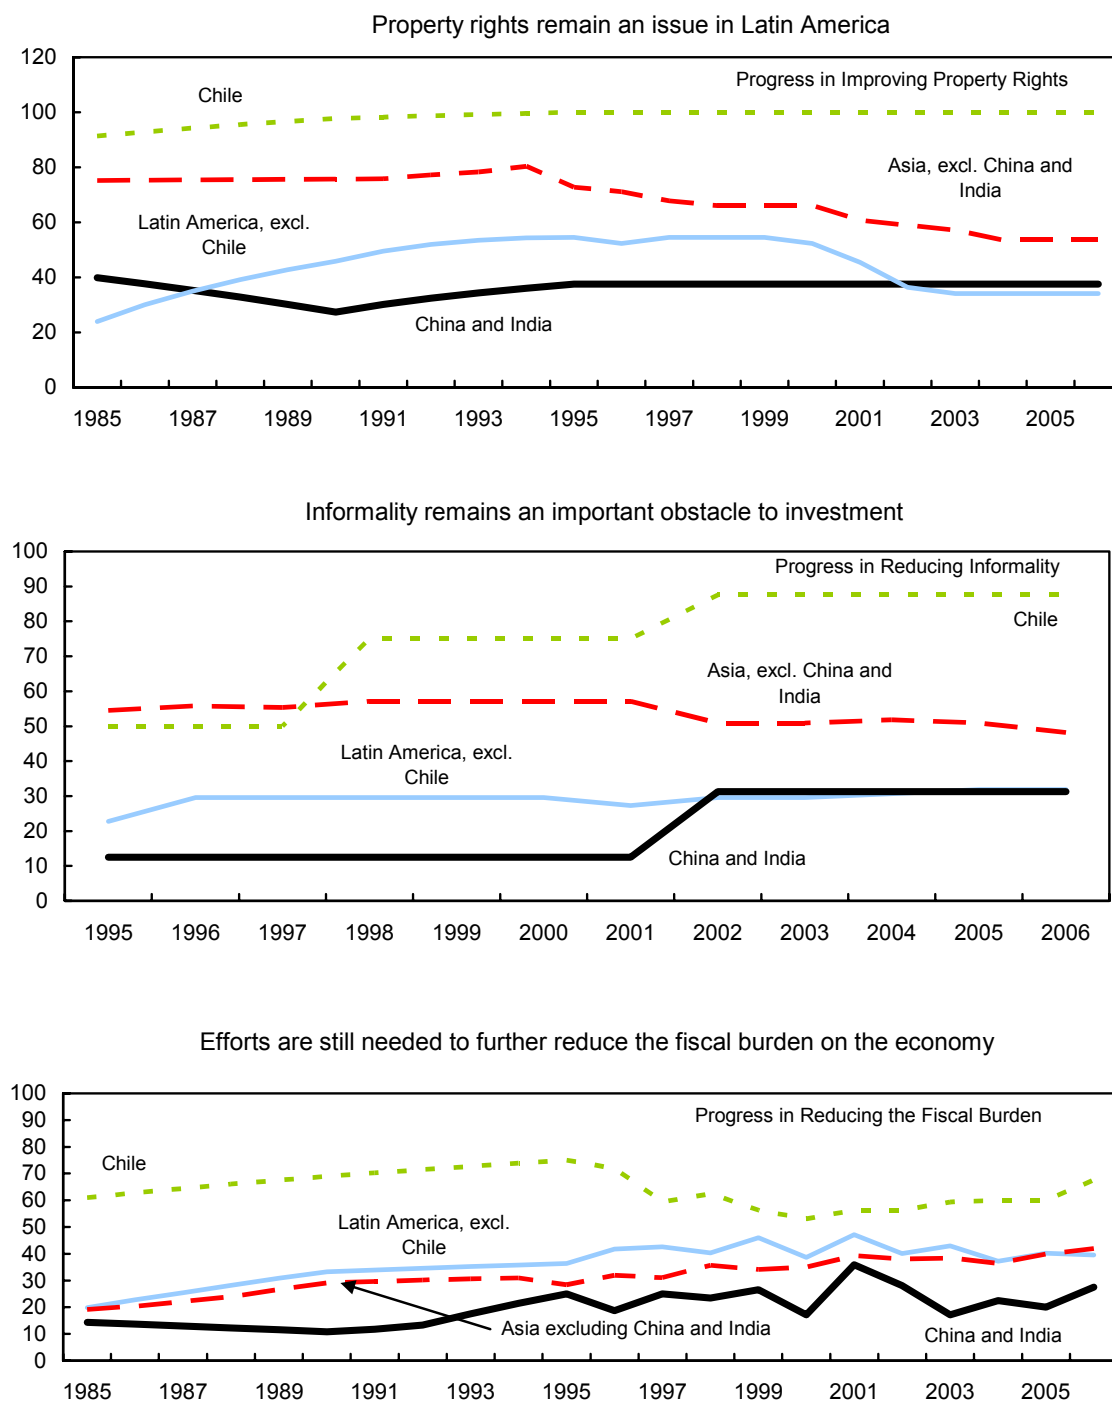 Property rights remain an issue in Latin America
120
100
80
60
40
20
0
Progress in Improving Property Rights
Chile
Asia, excl. China and
India
Latin America, excl.
Chile
China and India
1985 1987 1989 1991 1993 1995 1997 1999 2001 2003 2005
Informality remains an important obstacle to investment
100
90
80
70
60
50
40
30
20
10
0
Progress in Reducing Informality
Chile
Asia, excl. China and
India
Latin America, excl.
Chile
China and India
1995 1996 1997 1998 1999 2000 2001 2002 2003 2004 2005 2006
Efforts are still needed to further reduce the fiscal burden on the economy
100
90
80
70
60
50
40
30
20
10
0
Progress in Reducing the Fiscal Burden
Chile
Latin America, excl.
Chile
Asia excluding China and India
China and India
1985 1987 1989 1991 1993 1995 1997 1999 2001 2003 2005